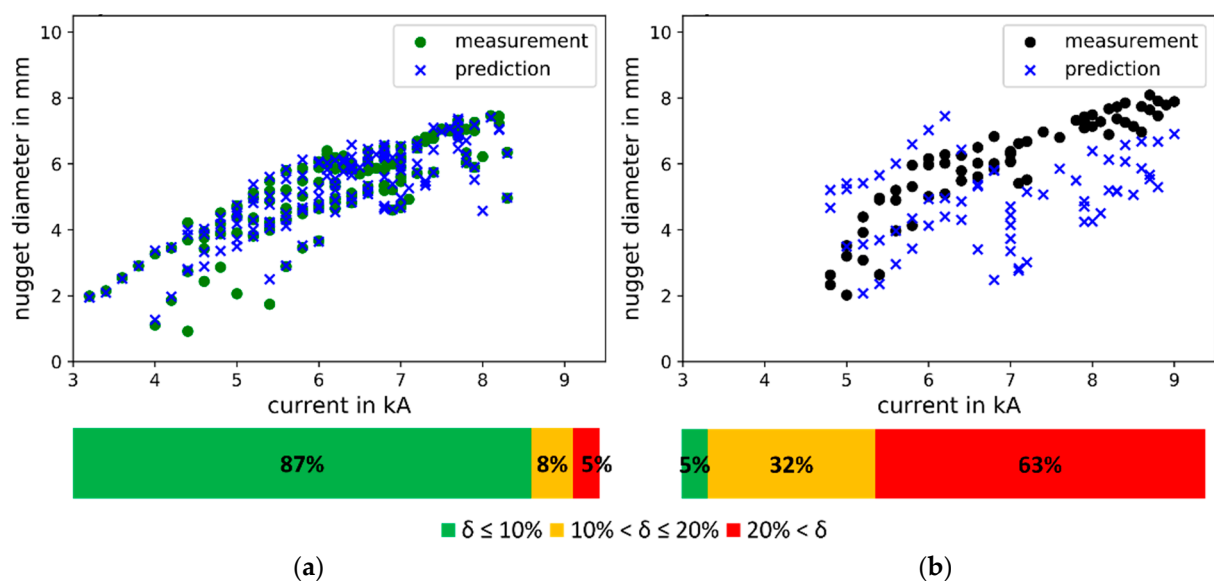 measurement
prediction
nugget diameter in mm
10
8
6
4
2
0
3 4 5 6 7 8 9
current in kA
87% 8% 5%
measurement
prediction
nugget diameter in mm
10
8
6
4
2
0
3 4 5 6 7 8 9
current in kA
5% 32% 63%
δ ≤ 10% 10% < δ ≤ 20% 20% < δ
(a) (b)